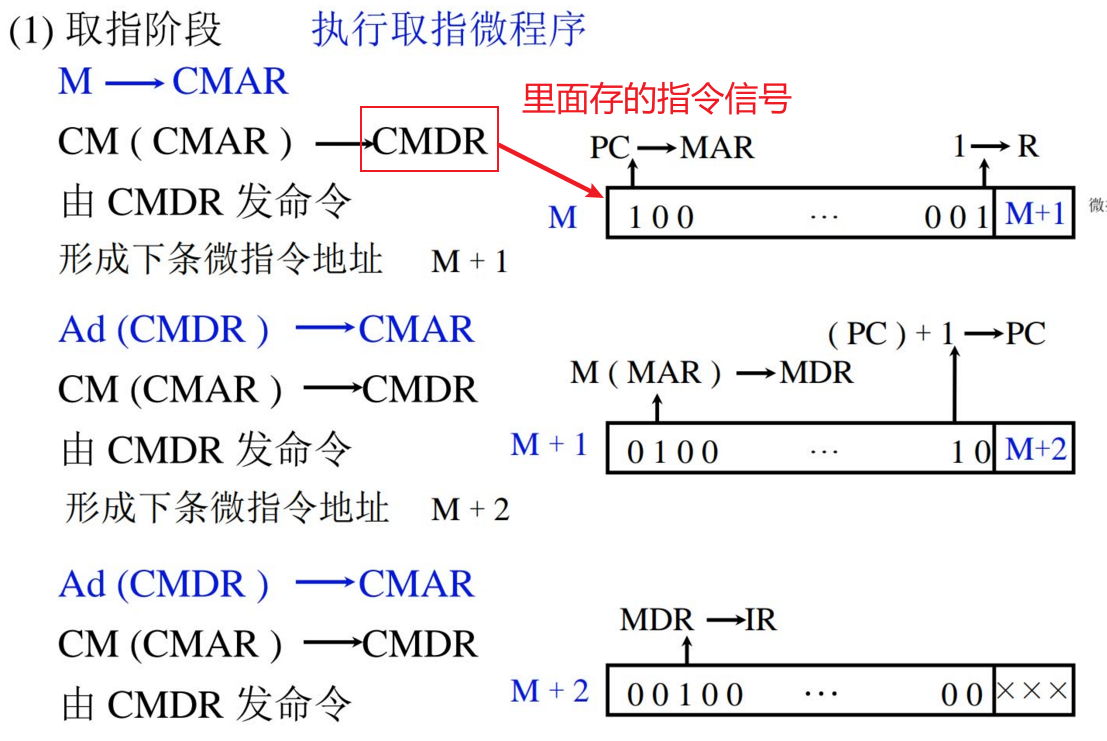 (1) 取指阶段 执行取指微程序
M → CMAR
里面存的指令信号
CM ( CMAR ) → CMDR
PC → MAR 1 → R
由 CMDR 发命令
M 1 0 0 ··· 0 0 1 M+1
微
形成下条微指令地址 M + 1
Ad (CMDR ) → CMAR
( PC ) + 1 → PC
CM (CMAR ) → CMDR
M ( MAR ) → MDR
由 CMDR 发命令
M + 1 0 1 0 0 ··· 1 0 M+2
形成下条微指令地址 M + 2
Ad (CMDR ) → CMAR
CM (CMAR ) → CMDR
MDR → IR
由 CMDR 发命令
M + 2 0 0 1 0 0 ··· 0 0 ×××